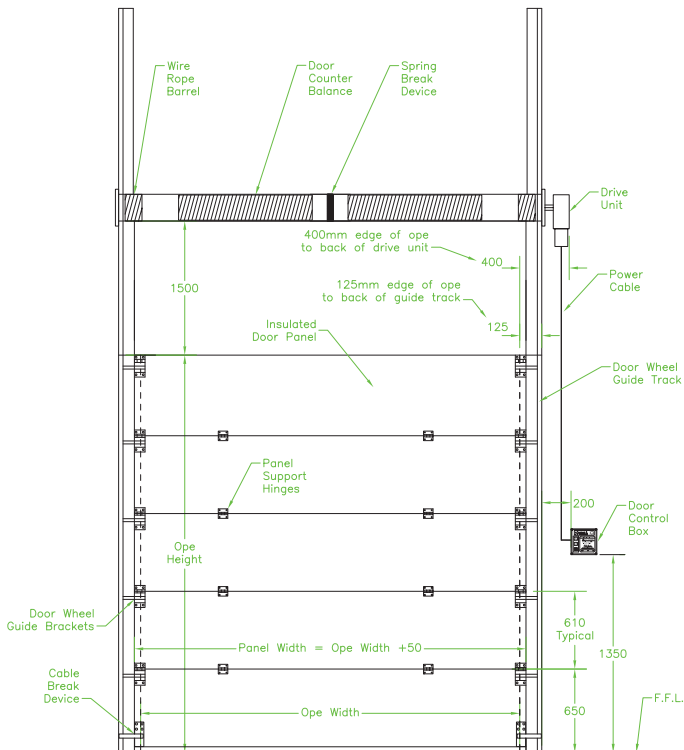 Wire
Rope
Barrel
Door
Counter
Balance
Spring
Break
Device
Drive
Unit
400mm edge of ope
to back of drive unit
400
Power
Cable
1500
125mm edge of ope
to back of guide track
125
Insulated
Door Panel
Door Wheel
Guide Track
Panel
Support
Hinges
200
Door
Control
Box
Ope
Height
Door Wheel
Guide Brackets
610
Typical
Panel Width = Ope Width +50
1350
Cable
Break
Device
Ope Width
650
F.F.L.